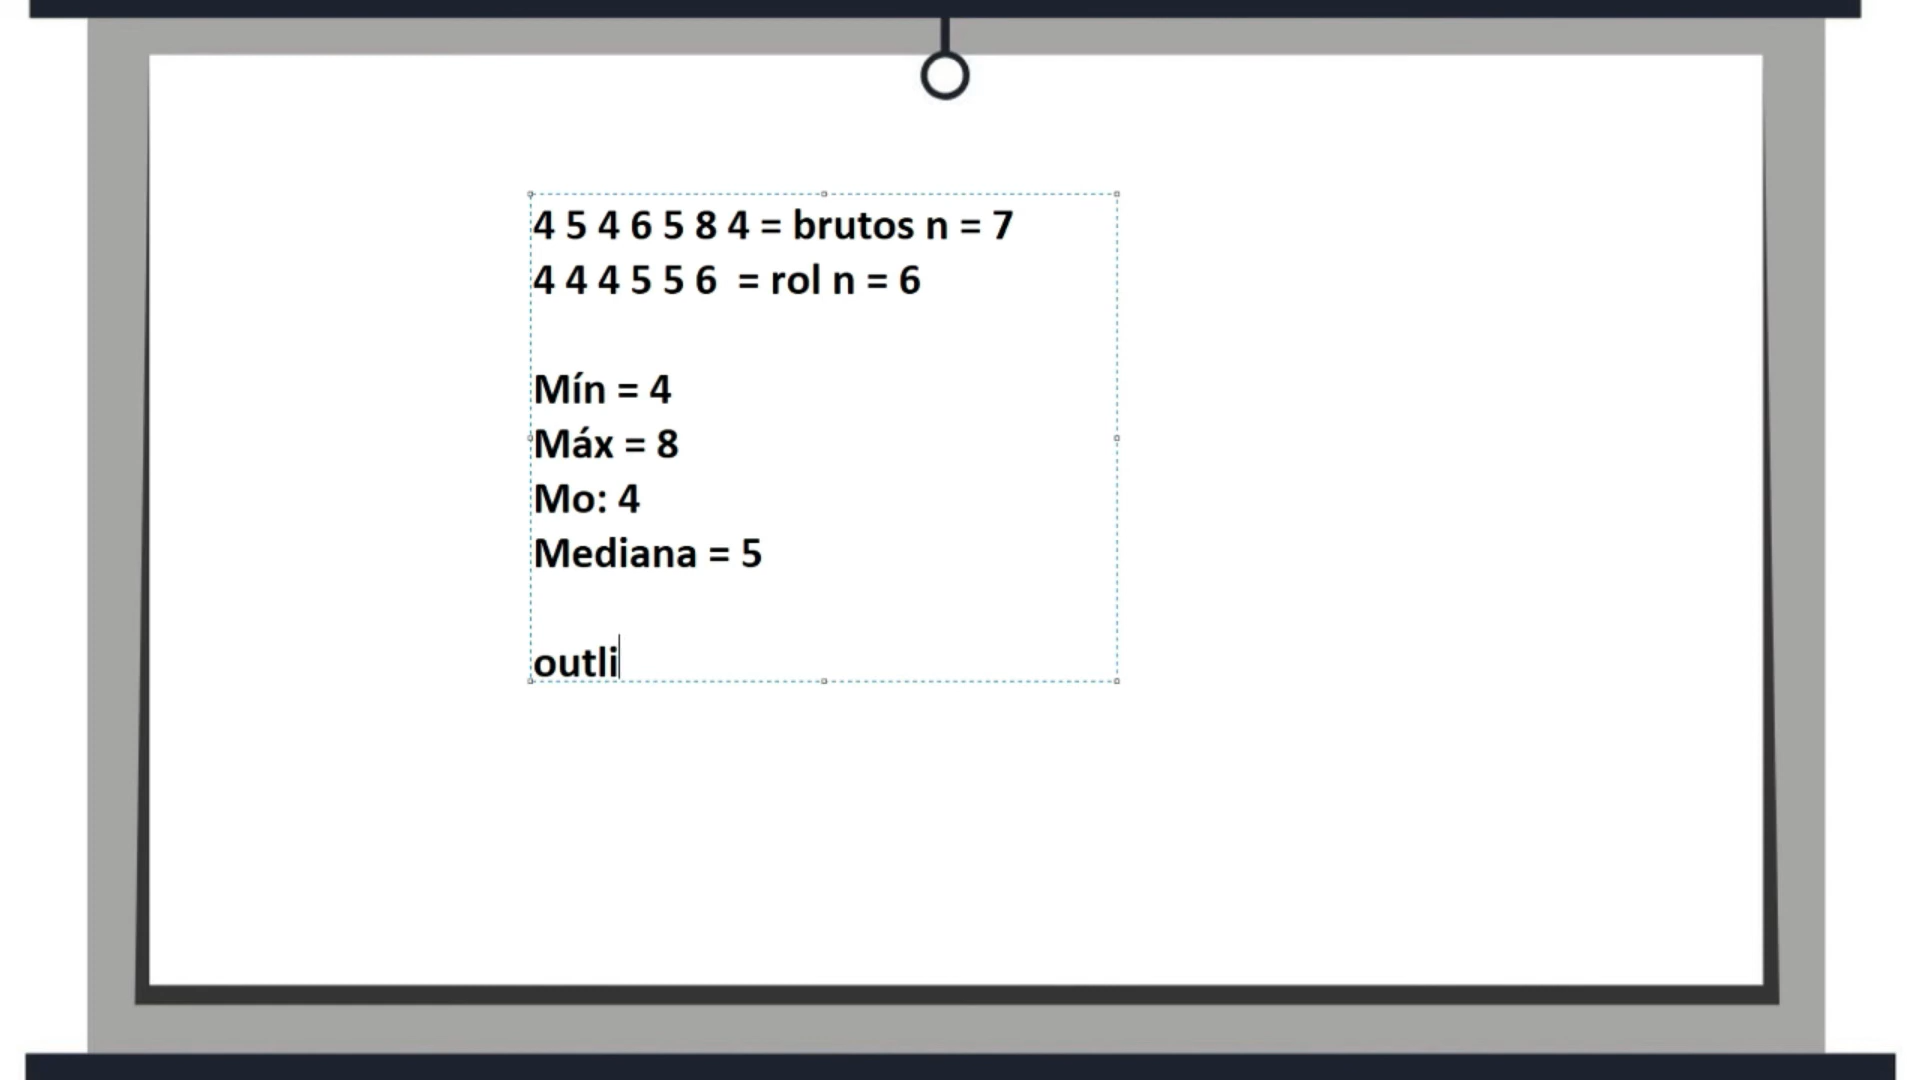 4 5 4 6 5 8 4 = brutos n = 7
4 4 4 5 5 6  = rol n = 6
Mín = 4
Máx = 8
Mo: 4
Mediana = 5
outli